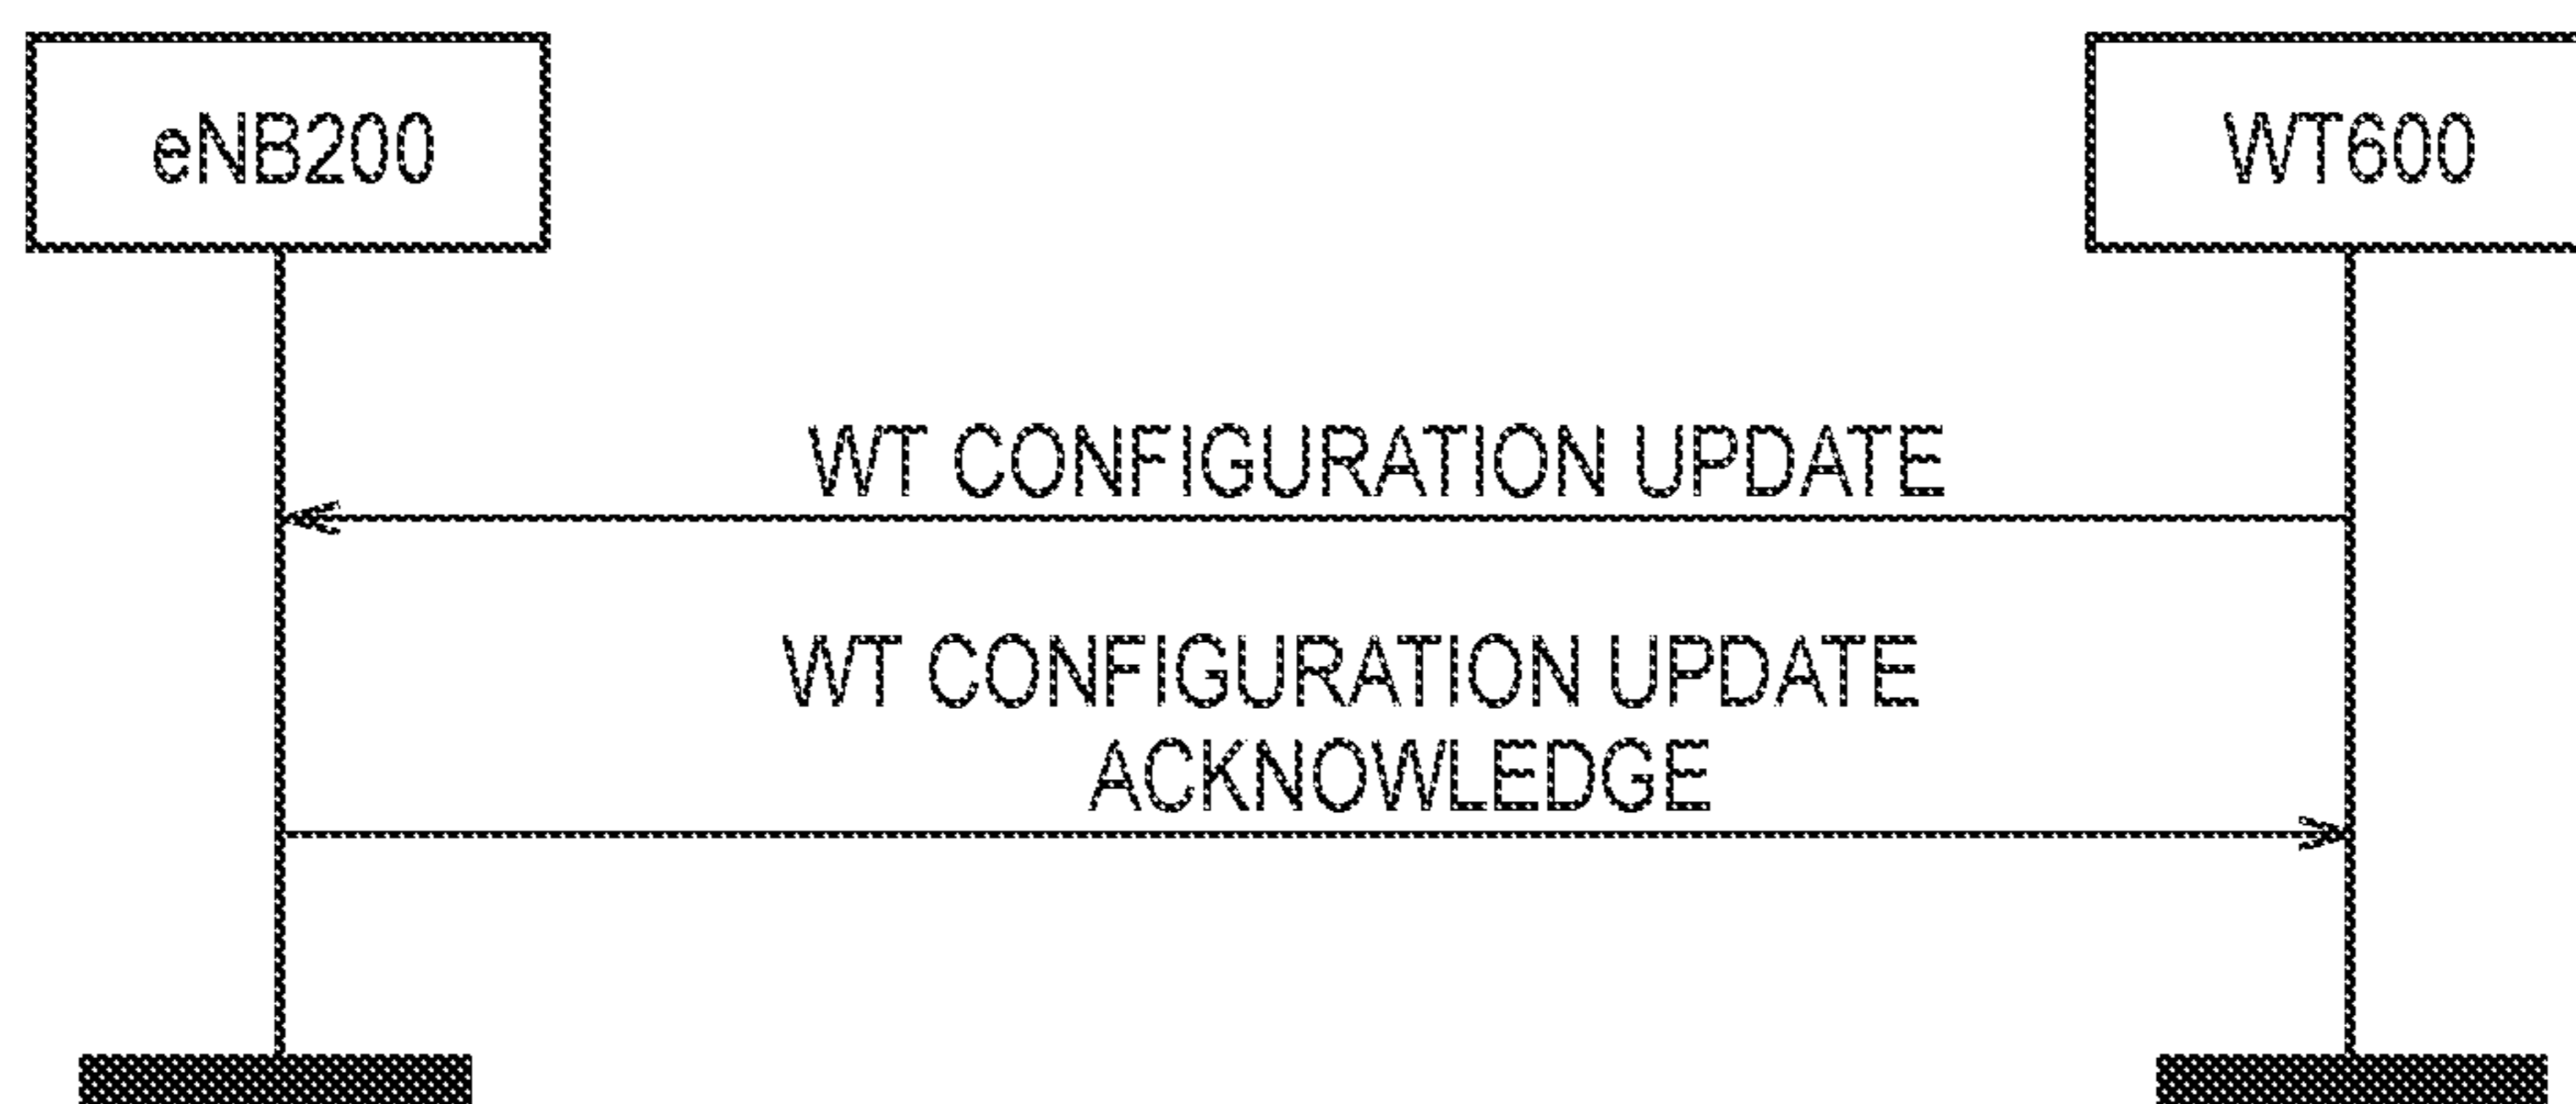 eNB200
WT600
WT CONFIGURATION UPDATE
WT CONFIGURATION UPDATE
ACKNOWLEDGE